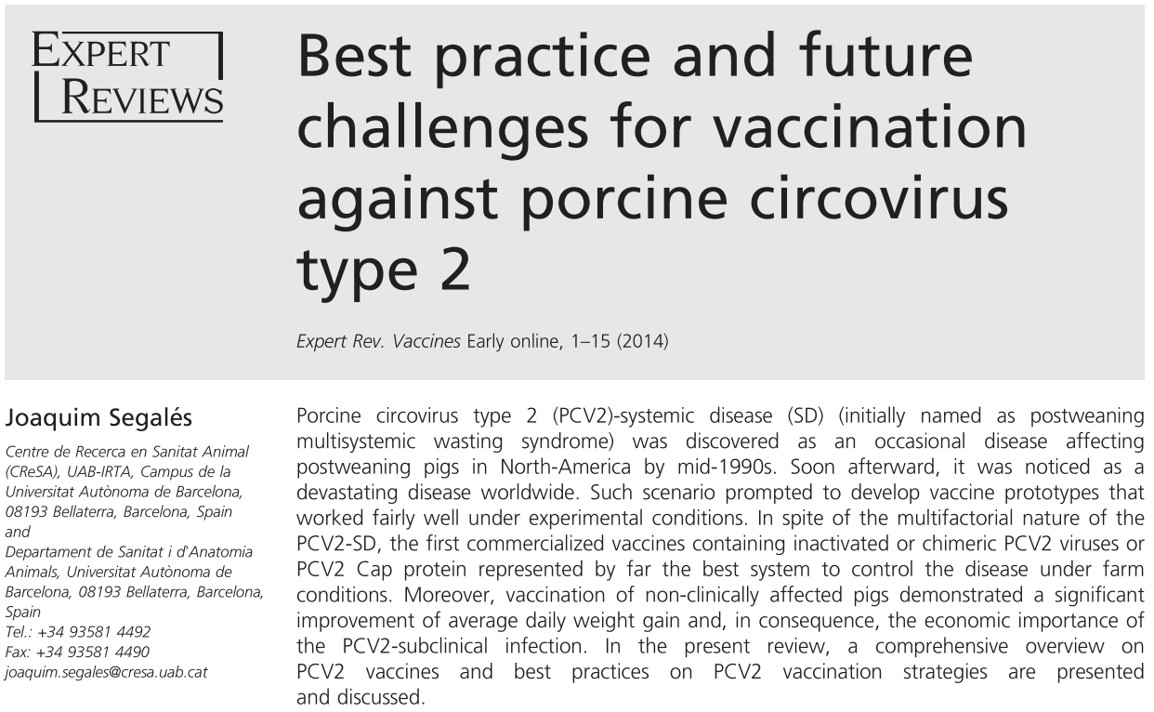 EXPERT
REVIEWS
Best practice and future
challenges for vaccination
against porcine circovirus
type 2
Expert Rev. Vaccines Early online, 1–15 (2014)
Joaquim Segalés
Centre de Recerca en Sanitat Animal
(CReSA), UAB-IRTA, Campus de la
Universitat Autònoma de Barcelona,
08193 Bellaterra, Barcelona, Spain
and
Departament de Sanitat i d'Anatomia
Animals, Universitat Autònoma de
Barcelona, 08193 Bellaterra, Barcelona,
Spain
Tel.: +34 93581 4492
Fax: +34 93581 4490
joaquim.segales@cresa.uab.cat
Porcine circovirus type 2 (PCV2)-systemic disease (SD) (initially named as postweaning
multisystemic wasting syndrome) was discovered as an occasional disease affecting
postweaning pigs in North-America by mid-1990s. Soon afterward, it was noticed as a
devastating disease worldwide. Such scenario prompted to develop vaccine prototypes that
worked fairly well under experimental conditions. In spite of the multifactorial nature of the
PCV2-SD, the first commercialized vaccines containing inactivated or chimeric PCV2 viruses or
PCV2 Cap protein represented by far the best system to control the disease under farm
conditions. Moreover, vaccination of non-clinically affected pigs demonstrated a significant
improvement of average daily weight gain and, in consequence, the economic importance of
the PCV2-subclinical infection. In the present review, a comprehensive overview on
PCV2 vaccines and best practices on PCV2 vaccination strategies are presented
and discussed.